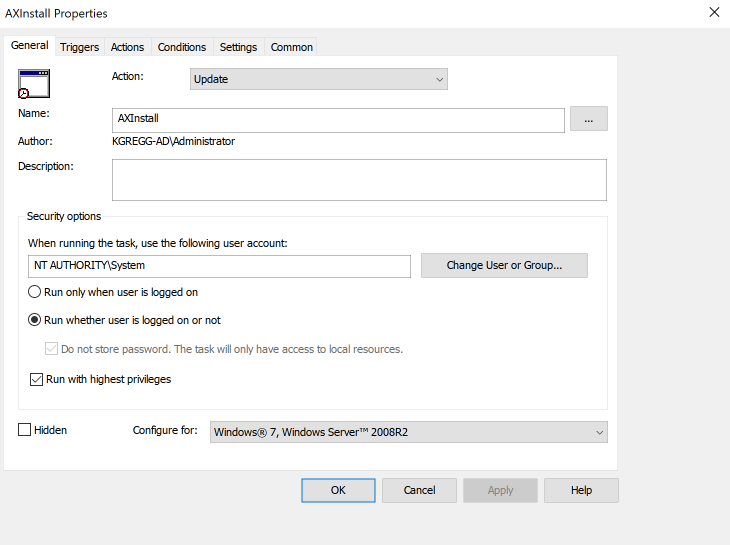 AXInstall Properties
General Triggers Actions Conditions Settings Common
Action: Update
Name: AXInstall ...
Author: KGREGG-AD\Administrator
Description:
Security options
When running the task, use the following user account:
NT AUTHORITY\System Change User or Group...
Run only when user is logged on
Run whether user is logged on or not
Do not store password. The task will only have access to local resources.
Run with highest privileges
Hidden Configure for: Windows® 7, Windows Server™ 2008R2
OK Cancel Apply Help